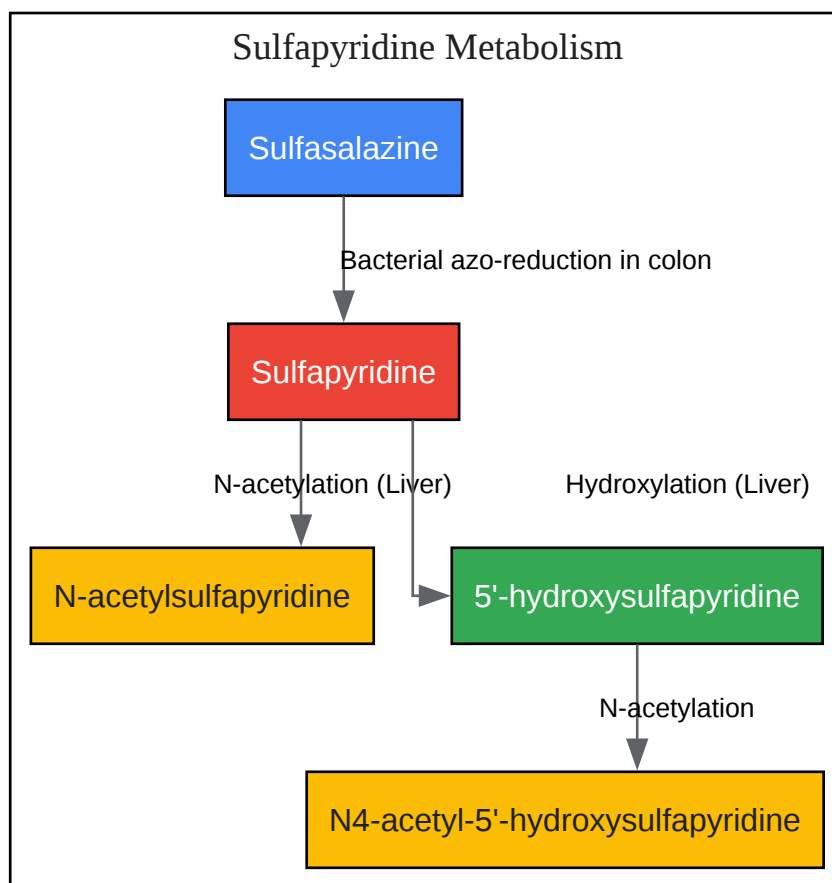 Sulfapyridine Metabolism
Sulfasalazine
Bacterial azo-reduction in colon
Sulfapyridine
N-acetylation (Liver)
Hydroxylation (Liver)
N-acetylsulfapyridine
5'-hydroxysulfapyridine
N-acetylation
N4-acetyl-5'-hydroxysulfapyridine